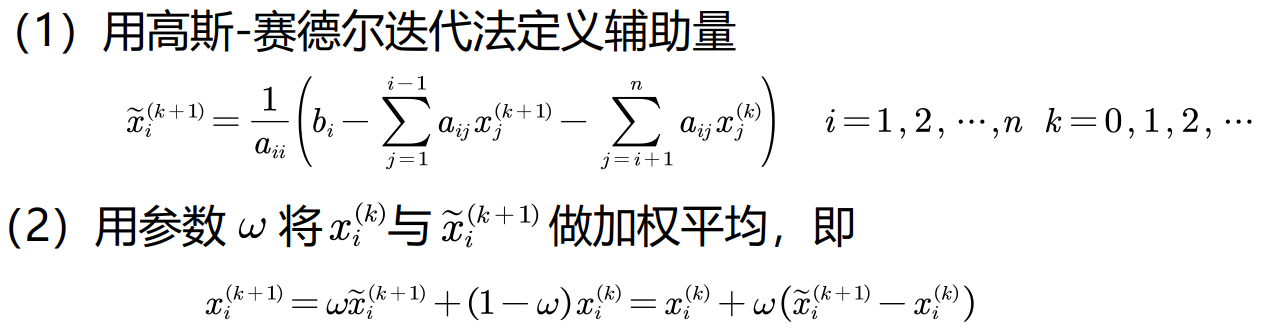 (1) 用高斯-赛德尔迭代法定义辅助量
$\widetilde{x}_i^{(k+1)} = \frac{1}{a_{ii}} \left( b_i - \sum_{j=1}^{i-1} a_{ij} x_j^{(k+1)} - \sum_{j=i+1}^{n} a_{ij} x_j^{(k)} \right) \quad i=1,2,\cdots,n \quad k=0,1,2,\cdots$
(2) 用参数 $\omega$ 将 $x_i^{(k)}$ 与 $\widetilde{x}_i^{(k+1)}$ 做加权平均，即
$x_i^{(k+1)} = \omega \widetilde{x}_i^{(k+1)} + (1-\omega) x_i^{(k)} = x_i^{(k)} + \omega (\widetilde{x}_i^{(k+1)} - x_i^{(k)})$